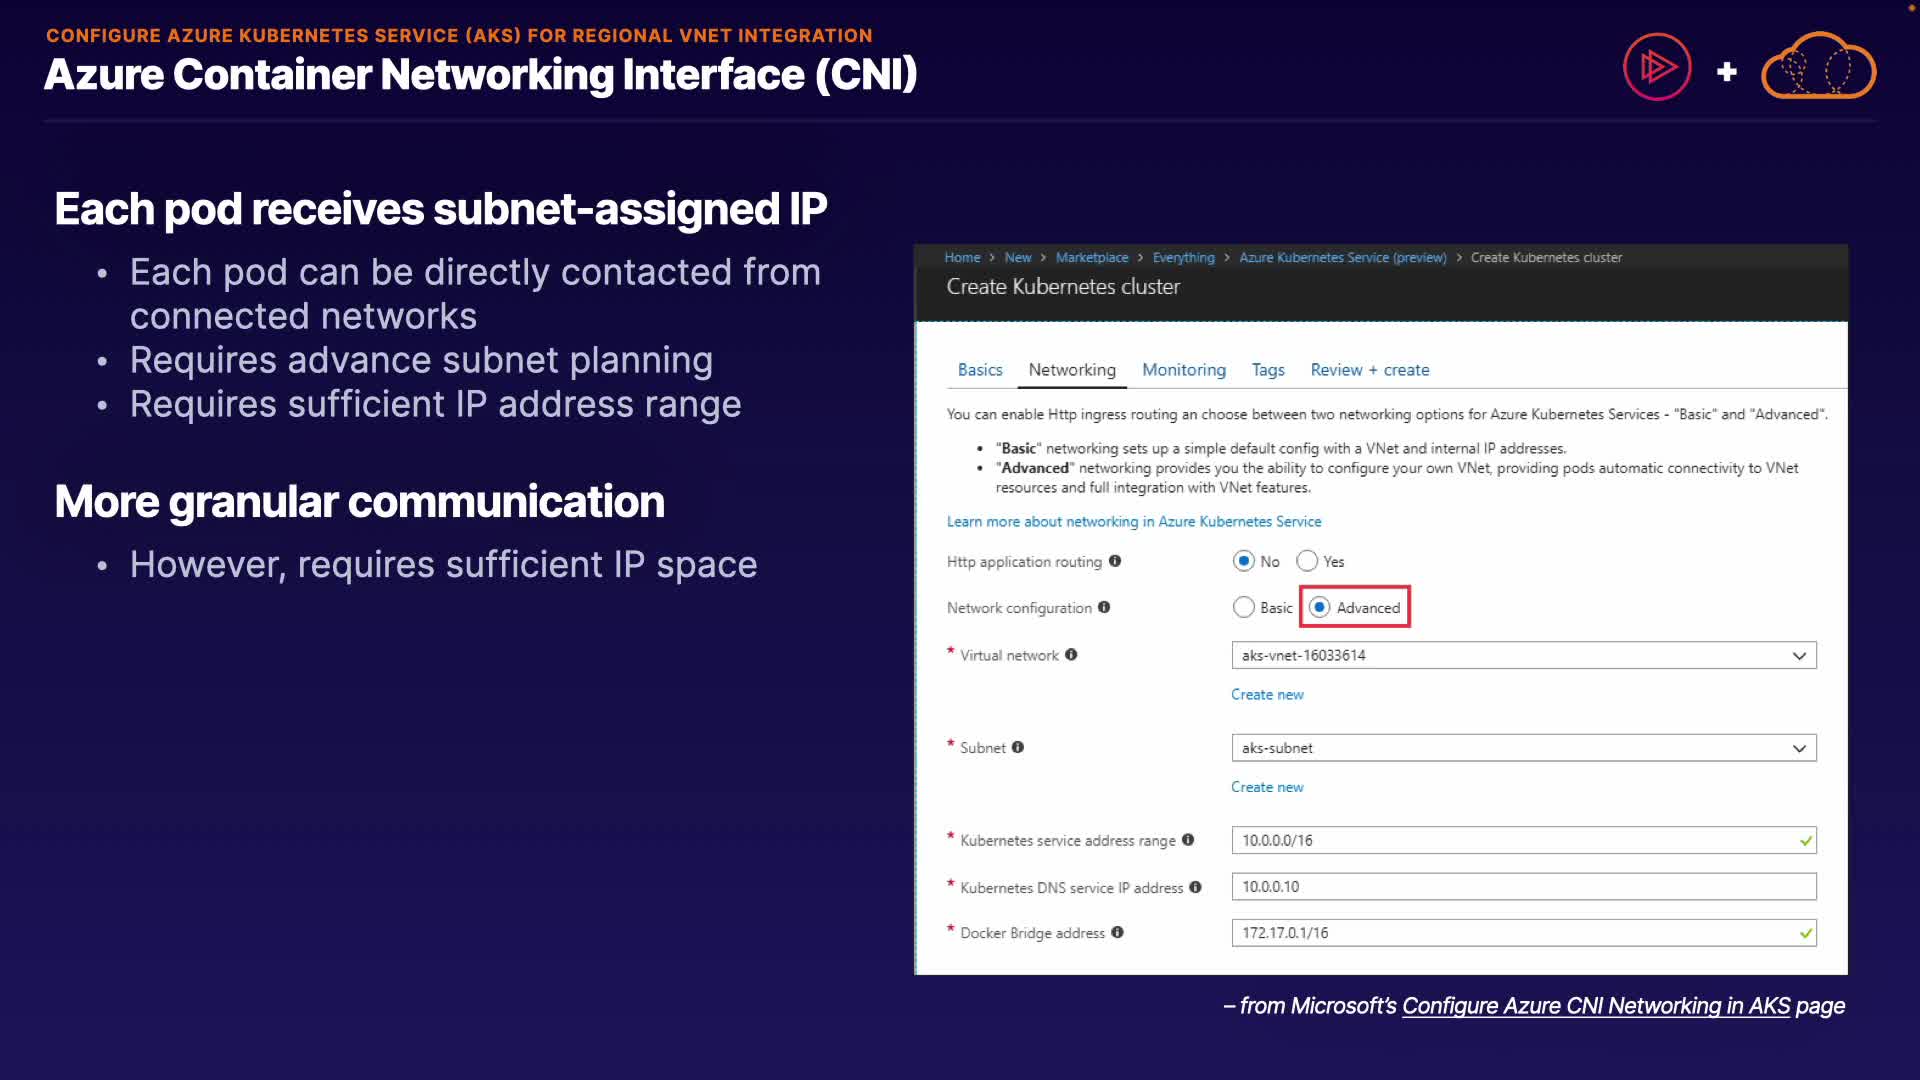 CONFIGURE AZURE KUBERNETES SERVICE (AKS) FOR REGIONAL VNET INTEGRATION
Azure Container Networking Interface (CNI)
Each pod receives subnet-assigned IP
• Each pod can be directly contacted from
connected networks
• Requires advance subnet planning
• Requires sufficient IP address range
More granular communication
• However, requires sufficient IP space
Home > New > Marketplace > Everything > Azure Kubernetes Service (preview) > Create Kubernetes cluster
Create Kubernetes cluster
Basics Networking Monitoring Tags Review + create
You can enable Http ingress routing an choose between two networking options for Azure Kubernetes Services - "Basic" and "Advanced".
• "Basic" networking sets up a simple default config with a VNet and internal IP addresses.
• "Advanced" networking provides you the ability to configure your own VNet, providing pods automatic connectivity to VNet
resources and full integration with VNet features.
Learn more about networking in Azure Kubernetes Service
Http application routing No Yes
Network configuration Basic Advanced
* Virtual network aks-vnet-16033614
Create new
* Subnet aks-subnet
Create new
* Kubernetes service address range 10.0.0.0/16
* Kubernetes DNS service IP address 10.0.0.10
* Docker Bridge address 172.17.0.1/16
– from Microsoft's Configure Azure CNI Networking in AKS page